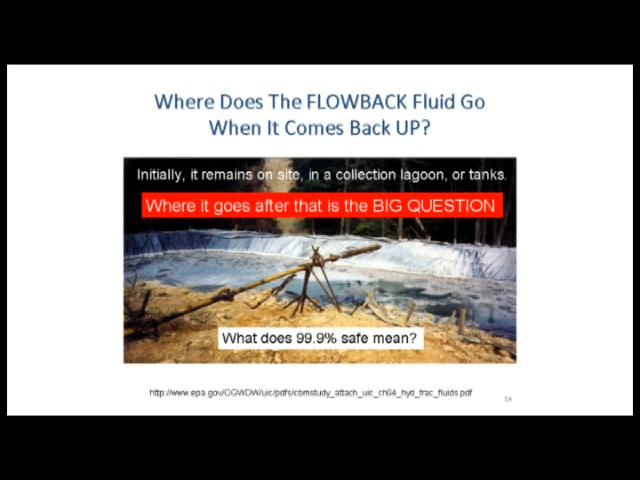 Where Does The FLOWBACK Fluid Go
When It Comes Back UP?
Initially, it remains on site, in a collection lagoon, or tanks.
Where it goes after that is the BIG QUESTION
What does 99.9% safe mean?
http://www.epa.gov/OGWDW/uic/pdfs/cbmstudy_attach_uic_ch04_hyd_frac_fluids.pdf